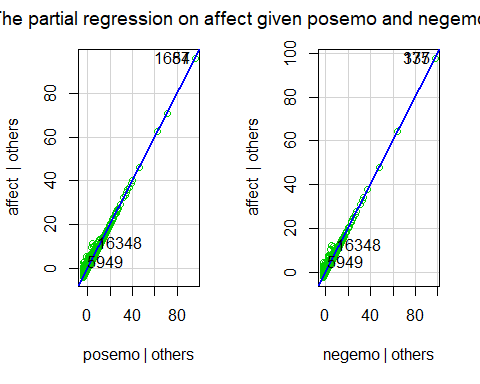 The partial regression on affect given posemo and negemo
affect | others
0 20 40 60 80
16348
5949
0 40 80
posemo | others
affect | others
0 20 40 60 80 100
16348
5949
0 40 80
negemo | others